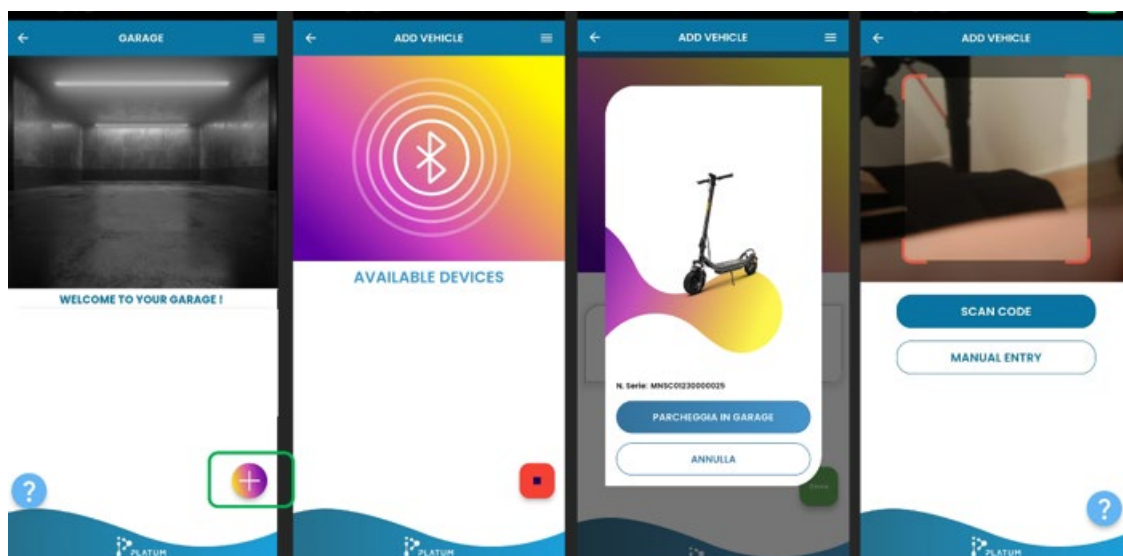 GARAGE
WELCOME TO YOUR GARAGE !
?
PLATUM
ADD VEHICLE
AVAILABLE DEVICES
PLATUM
ADD VEHICLE
N. Serie: MNSC01230000025
PARCHEGGIA IN GARAGE
ANNULLA
PLATUM
ADD VEHICLE
SCAN CODE
MANUAL ENTRY
?
PLATUM